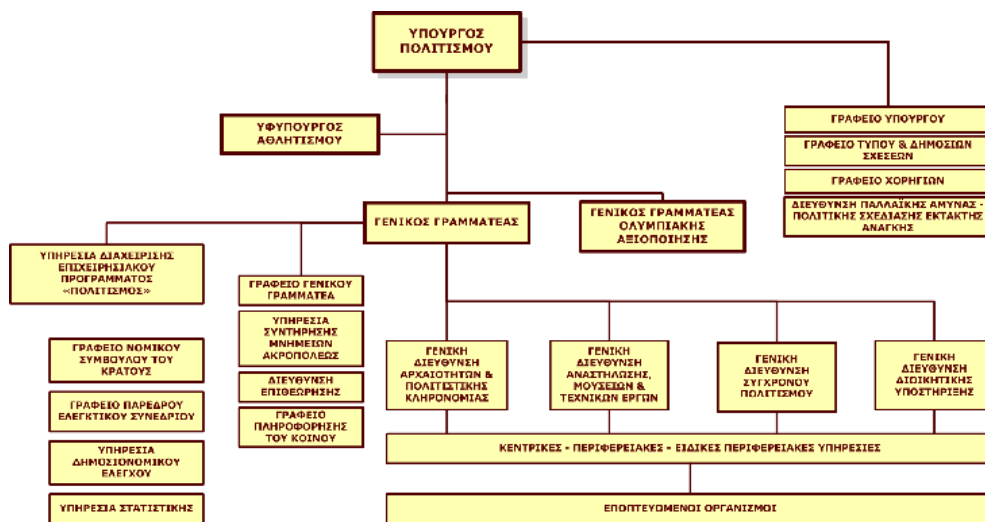 ΥΠΟΥΡΓΟΣ
ΠΟΛΙΤΙΣΜΟΥ
ΥΦΥΠΟΥΡΓΟΣ
ΑΘΛΗΤΙΣΜΟΥ
ΓΡΑΦΕΙΟ ΥΠΟΥΡΓΟΥ
ΓΡΑΦΕΙΟ ΤΥΠΟΥ & ΔΗΜΟΣΙΩΝ
ΣΧΕΣΕΩΝ
ΓΡΑΦΕΙΟ ΧΟΡΗΓΙΩΝ
ΔΙΕΥΘΥΝΣΗ ΠΑΛΛΑΪΚΗΣ ΑΜΥΝΑΣ -
ΠΟΛΙΤΙΚΗΣ ΣΧΕΔΙΑΣΗΣ ΕΚΤΑΚΤΗΣ
ΑΝΑΓΚΗΣ
ΓΕΝΙΚΟΣ ΓΡΑΜΜΑΤΕΑΣ
ΓΕΝΙΚΟΣ ΓΡΑΜΜΑΤΕΑΣ
ΟΛΥΜΠΙΑΚΗΣ
ΑΞΙΟΠΟΙΗΣΗΣ
ΥΠΗΡΕΣΙΑ ΔΙΑΧΕΙΡΙΣΗΣ
ΕΠΙΧΕΙΡΗΣΙΑΚΟΥ
ΠΡΟΓΡΑΜΜΑΤΟΣ
«ΠΟΛΙΤΙΣΜΟΣ»
ΓΡΑΦΕΙΟ ΝΟΜΙΚΟΥ
ΣΥΜΒΟΥΛΟΥ ΤΟΥ
ΚΡΑΤΟΥΣ
ΓΡΑΦΕΙΟ ΠΑΡΕΔΡΟΥ
ΕΛΕΓΚΤΙΚΟΥ ΣΥΝΕΔΡΙΟΥ
ΥΠΗΡΕΣΙΑ
ΔΗΜΟΣΙΟΝΟΜΙΚΟΥ
ΕΛΕΓΧΟΥ
ΥΠΗΡΕΣΙΑ ΣΤΑΤΙΣΤΙΚΗΣ
ΓΡΑΦΕΙΟ ΓΕΝΙΚΟΥ
ΓΡΑΜΜΑΤΕΑ
ΥΠΗΡΕΣΙΑ
ΣΥΝΤΗΡΗΣΗΣ
ΜΝΗΜΕΙΩΝ
ΑΚΡΟΠΟΛΕΩΣ
ΔΙΕΥΘΥΝΣΗ
ΕΠΙΘΕΩΡΗΣΗΣ
ΓΡΑΦΕΙΟ
ΠΛΗΡΟΦΟΡΗΣΗΣ
ΤΟΥ ΚΟΙΝΟΥ
ΓΕΝΙΚΗ
ΔΙΕΥΘΥΝΣΗ
ΑΡΧΑΙΟΤΗΤΩΝ &
ΠΟΛΙΤΙΣΤΙΚΗΣ
ΚΛΗΡΟΝΟΜΙΑΣ
ΓΕΝΙΚΗ
ΔΙΕΥΘΥΝΣΗ
ΑΝΑΣΤΗΛΩΣΗΣ,
ΜΟΥΣΕΙΩΝ &
ΤΕΧΝΙΚΩΝ ΕΡΓΩΝ
ΓΕΝΙΚΗ
ΔΙΕΥΘΥΝΣΗ
ΣΥΓΧΡΟΝΟΥ
ΠΟΛΙΤΙΣΜΟΥ
ΓΕΝΙΚΗ
ΔΙΕΥΘΥΝΣΗ
ΔΙΟΙΚΗΤΙΚΗΣ
ΥΠΟΣΤΗΡΙΞΗΣ
ΚΕΝΤΡΙΚΕΣ - ΠΕΡΙΦΕΡΕΙΑΚΕΣ - ΕΙΔΙΚΕΣ ΠΕΡΙΦΕΡΕΙΑΚΕΣ ΥΠΗΡΕΣΙΕΣ
ΕΠΟΠΤΕΥΟΜΕΝΟΙ ΟΡΓΑΝΙΣΜΟΙ